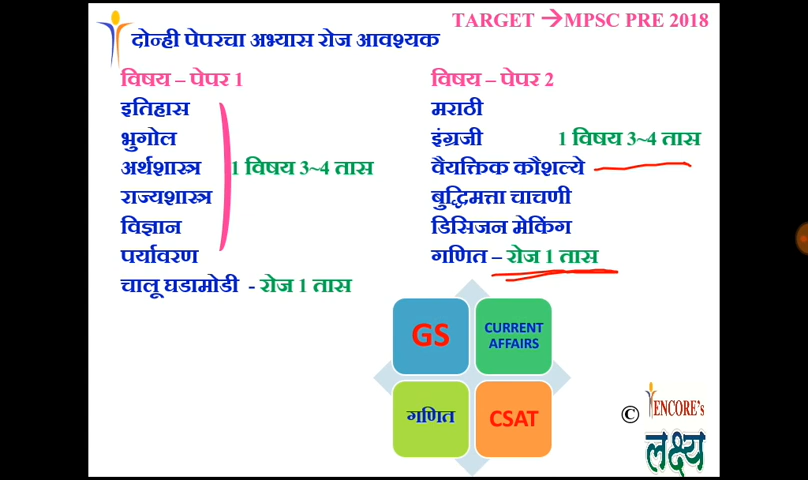 TARGET → MPSC PRE 2018
दोन्ही पेपरचा अभ्यास रोज आवश्यक
विषय – पेपर 1
इतिहास
भुगोल
अर्थशास्त्र
1 विषय 3~4 तास
राज्यशास्त्र
विज्ञान
पर्यावरण
चालू घडामोडी - रोज 1 तास
विषय – पेपर 2
मराठी
इंग्रजी
1 विषय 3~4 तास
वैयक्तिक कौशल्ये
बुद्धिमत्ता चाचणी
डिसिजन मेकिंग
गणित – रोज 1 तास
GS
CURRENT
AFFAIRS
गणित
CSAT
© ENCORE's
लक्ष्य